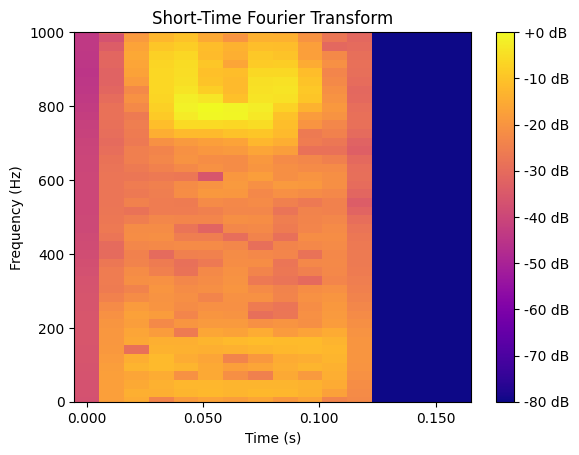 Short-Time Fourier Transform
1000
800
600
400
200
0
Frequency (Hz)
0.000
0.050
0.100
0.150
Time (s)
+0 dB
-10 dB
-20 dB
-30 dB
-40 dB
-50 dB
-60 dB
-70 dB
-80 dB